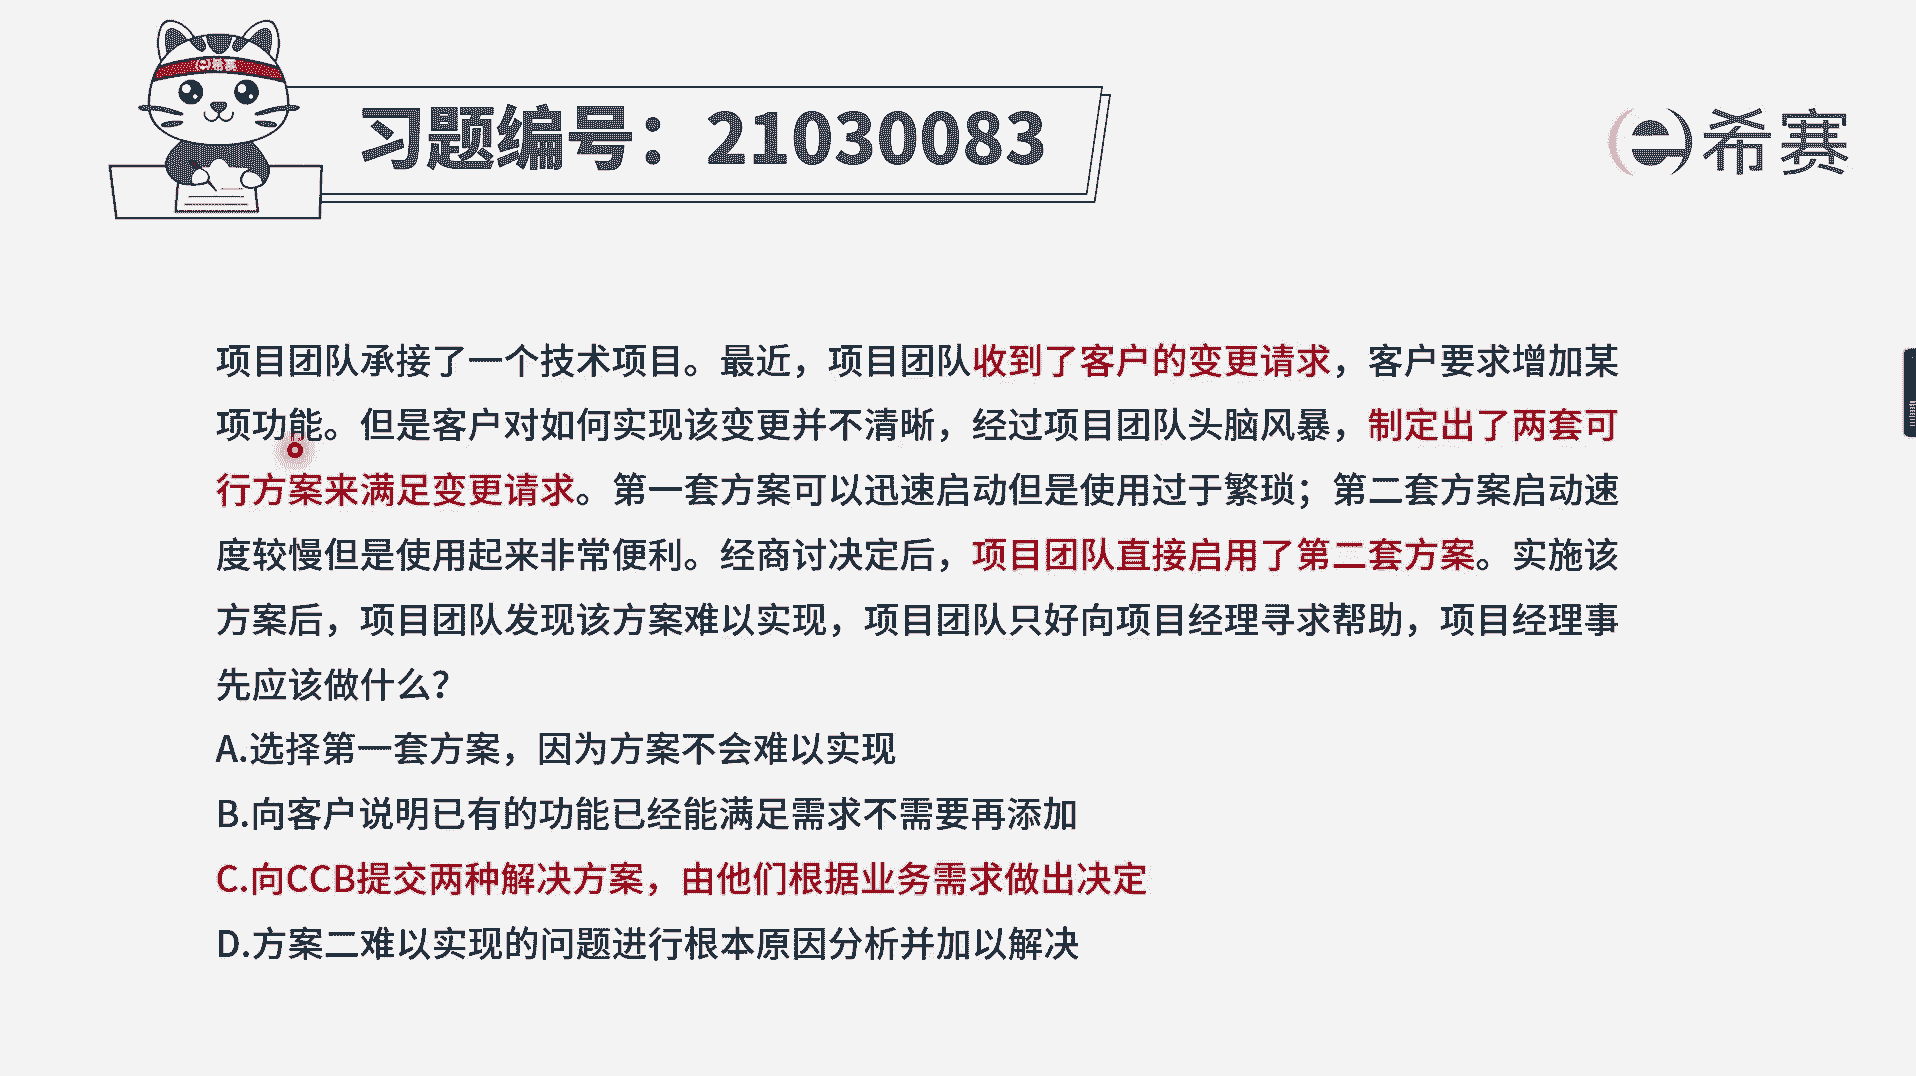 希赛
习题编号：21030083
希赛
项目团队承接了一个技术项目。最近，项目团队收到了客户的变更请求，客户要求增加某
项功能。但是客户对如何实现该变更并不清晰，经过项目团队头脑风暴，制定出了两套可
行方案来满足变更请求。第一套方案可以迅速启动但是使用过于繁琐；第二套方案启动速
度较慢但是使用起来非常便利。经商讨决定后，项目团队直接启用了第二套方案。实施该
方案后，项目团队发现该方案难以实现，项目团队只好向项目经理寻求帮助，项目经理事
先应该做什么？
A.选择第一套方案，因为方案不会难以实现
B.向客户说明已有的功能已经能满足需求不需要再添加
C.向CCB提交两种解决方案，由他们根据业务需求做出决定
D.方案二难以实现的问题进行根本原因分析并加以解决